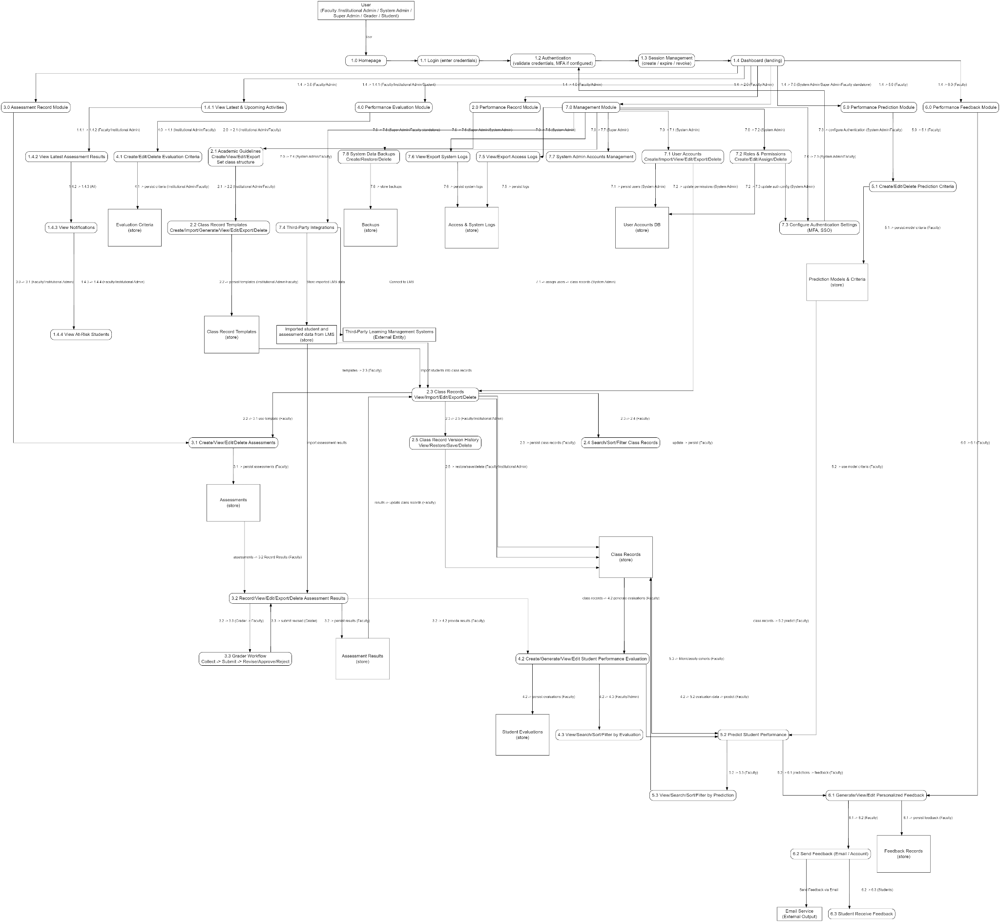 User
(Faculty /Institutional Admin / System Admin /
Super Admin / Grader / Student)
User
1.0 Homepage
1.1 Login (enter credentials)
1.2 Authentication
(validate credentials, MFA if configured)
1.3 Session Management
(create / expire / revoke)
1.4 Dashboard (landing)
1.4 -> 3.0 (Faculty/Admin)
1.4 -> 1.4.1 (Faculty/Institutional Admin/Student)
1.4 -> 4.0 (Faculty/Admin)
1.4 -> 2.0 (Faculty/Admin)
1.4 -> 7.0 (System Admin/Super Admin/Faculty standalone)
1.4 -> 5.0 (Faculty)
1.4 -> 6.0 (Faculty)
3.0 Assessment Record Module
1.4.1 View Latest & Upcoming Activities
4.0 Performance Evaluation Module
2.0 Performance Record Module
7.0 Management Module
5.0 Performance Prediction Module
6.0 Performance Feedback Module
1.4.1 -> 1.4.2 (Faculty/Institutional Admin)
4.0 -> 4.1 (Institutional Admin/Faculty)
2.0 -> 2.1 (Institutional Admin/Faculty)
7.0 -> 7.8 (Super Admin/Faculty standalone)
7.0 -> 7.6 (Super Admin/System Admin)
7.0 -> 7.5 (System Admin)
7.0 -> 7.7 (Super Admin)
7.0 -> 7.1 (System Admin)
7.0 -> 7.2 (System Admin)
7.3 -> configure Authentication (System Admin/Faculty)
5.0 -> 5.1 (Faculty)
1.4.2 View Latest Assessment Results
4.1 Create/Edit/Delete Evaluation Criteria
2.1 Academic Guidelines
Create/View/Edit/Export
Set class structure
7.0 -> 7.4 (System Admin/Faculty)
7.8 System Data Backups
Create/Restore/Delete
7.6 View/Export System Logs
7.5 View/Export Access Logs
7.7 System Admin Accounts Management
7.1 User Accounts
Create/Import/View/Edit/Export/Delete
7.2 Roles & Permissions
Create/Edit/Assign/Delete
7.0 -> 7.3 (System Admin/Faculty)
1.4.2 -> 1.4.3 (All)
4.1 -> persist criteria (Institutional Admin/Faculty)
2.1 -> 2.2 (Institutional Admin/Faculty)
7.8 -> store backups
7.6 -> persist system logs
7.5 -> persist logs
7.1 -> persist users (System Admin)
7.2 -> update permissions (System Admin)
7.2 -> 7.3 update auth config (System Admin)
5.1 Create/Edit/Delete Prediction Criteria
1.4.3 View Notifications
Evaluation Criteria
(store)
2.2 Class Record Templates
Create/Import/Generate/View/Edit/Export/Delete
7.4 Third-Party Integrations
Backups
(store)
Access & System Logs
(store)
User Accounts DB
(store)
7.3 Configure Authentication Settings
(MFA, SSO)
5.1 -> persist model criteria (Faculty)
3.0 -> 3.1 (Faculty/Institutional Admin)
1.4.3 -> 1.4.4 (Faculty/Institutional Admin)
2.2 -> persist templates (Institutional Admin/Faculty)
Store imported LMS data
Connect to LMS
7.1 -> assign users -> class records (System Admin)
Prediction Models & Criteria
(store)
1.4.4 View At-Risk Students
Class Record Templates
(store)
Imported student and
assessment data from LMS
(store)
Third-Party Learning Management Systems
(External Entity)
templates -> 2.3 (Faculty)
import students into class records
2.3 Class Records
View/Import/Edit/Export/Delete
2.2 -> 3.1 use template (Faculty)
2.3 -> 2.5 (Faculty/Institutional Admin)
2.3 -> 2.4 (Faculty)
3.1 Create/View/Edit/Delete Assessments
import assessment results
2.5 Class Record Version History
View/Restore/Save/Delete
2.3 -> persist class records (Faculty)
2.4 Search/Sort/Filter Class Records
update -> persist (Faculty)
6.0 -> 6.1 (Faculty)
3.1 -> persist assessments (Faculty)
2.5 -> restore/save/delete (Faculty/Institutional Admin)
5.2 -> use model criteria (Faculty)
Assessments
(store)
results -> update class records (Faculty)
assessments -> 3.2 Record Results (Faculty)
Class Records
(store)
3.2 Record/View/Edit/Export/Delete Assessment Results
class records -> 4.2 generate evaluations (Faculty)
3.2 -> 3.3 (Grader -> Faculty)
3.3 -> submit revised (Grader)
3.2 -> persist results (Faculty)
3.2 -> 4.2 provide results (Faculty)
class records -> 5.2 predict (Faculty)
3.3 Grader Workflow
Collect -> Submit -> Revise/Approve/Reject
Assessment Results
(store)
4.2 Create/Generate/View/Edit Student Performance Evaluation
5.3 -> filter/classify cohorts (Faculty)
4.2 -> persist evaluations (Faculty)
4.2 -> 4.3 (Faculty/Admin)
4.2 -> 5.2 evaluation data -> predict (Faculty)
Student Evaluations
(store)
4.3 View/Search/Sort/Filter by Evaluation
5.2 Predict Student Performance
5.2 -> 5.3 (Faculty)
5.2 -> 6.1 predictions -> feedback (Faculty)
5.3 View/Search/Sort/Filter by Prediction
6.1 Generate/View/Edit Personalized Feedback
6.1 -> 6.2 (Faculty)
6.1 -> persist feedback (Faculty)
6.2 Send Feedback (Email / Account)
Feedback Records
(store)
Send Feedback via Email
6.2 -> 6.3 (Students)
Email Service
(External Output)
6.3 Student Receive Feedback